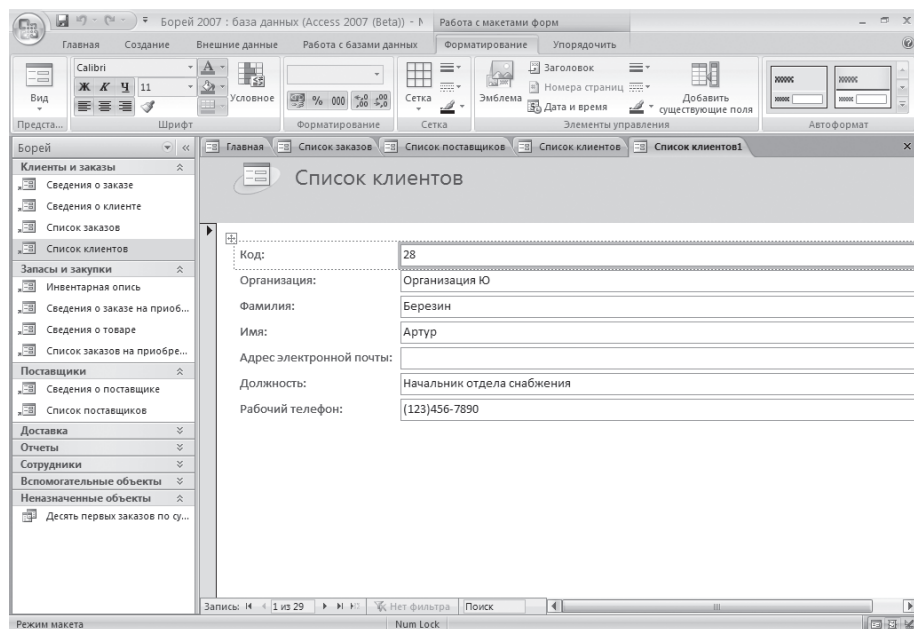 Борей 2007 : база данных (Access 2007 (Beta)) - М Работа с макетами форм
Главная Создание Внешние данные Работа с базами данных Форматирование Упорядочить
Calibri
Ж К Ч 11
Вид
Условное
% 000
Сетка
Эмблема
Заголовок
Номера страниц
Дата и время
Добавить
существующие поля
Предста... Шрифт Форматирование Сетка Элементы управления Автоформат
Борей
Главная Список заказов Список поставщиков Список клиентов Список клиентов1
Клиенты и заказы
Сведения о заказе
Сведения о клиенте
Список заказов
Список клиентов
Запасы и закупки
Инвентарная опись
Сведения о заказе на приоб...
Сведения о товаре
Список заказов на приобре...
Поставщики
Сведения о поставщике
Список поставщиков
Доставка
Отчеты
Сотрудники
Вспомогательные объекты
Неназначенные объекты
Десять первых заказов по су...
Список клиентов
Код: 28
Организация: Организация Ю
Фамилия: Березин
Имя: Артур
Адрес электронной почты:
Должность: Начальник отдела снабжения
Рабочий телефон: (123)456-7890
Запись: 1 из 29 Нет фильтра Поиск
Режим макета Num Lock